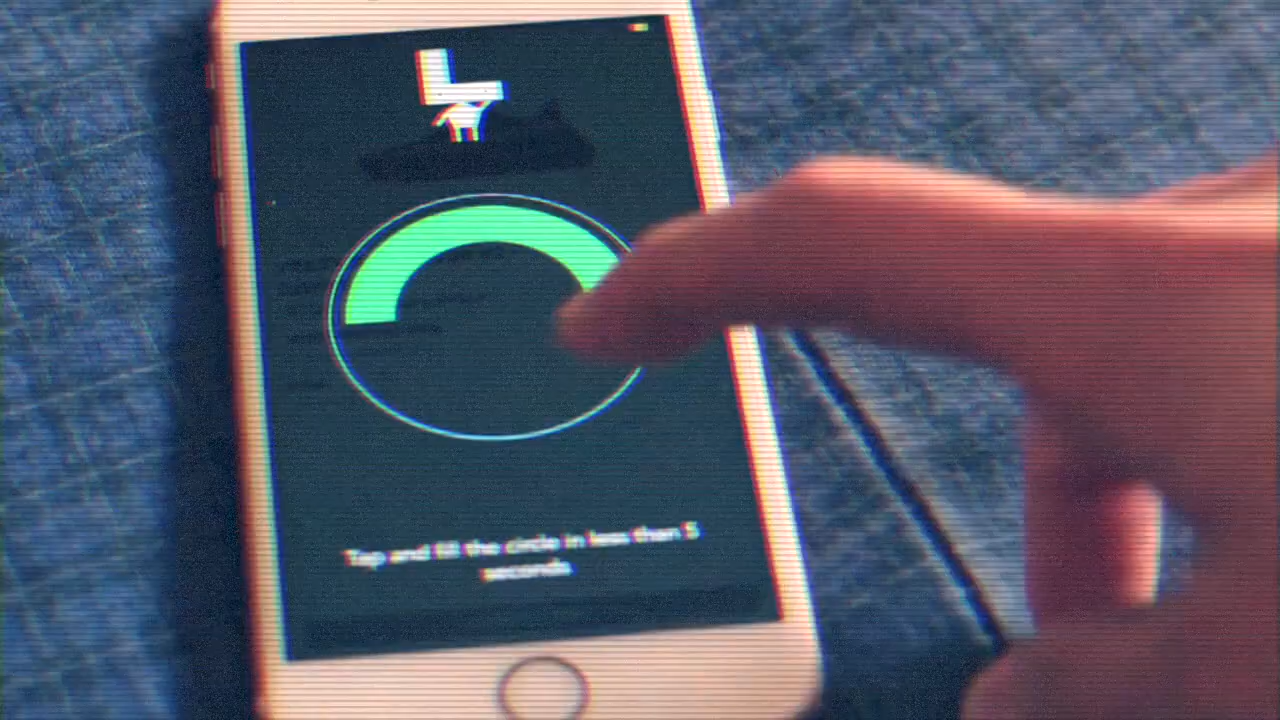 Tap and fill the circle in less than 5
seconds